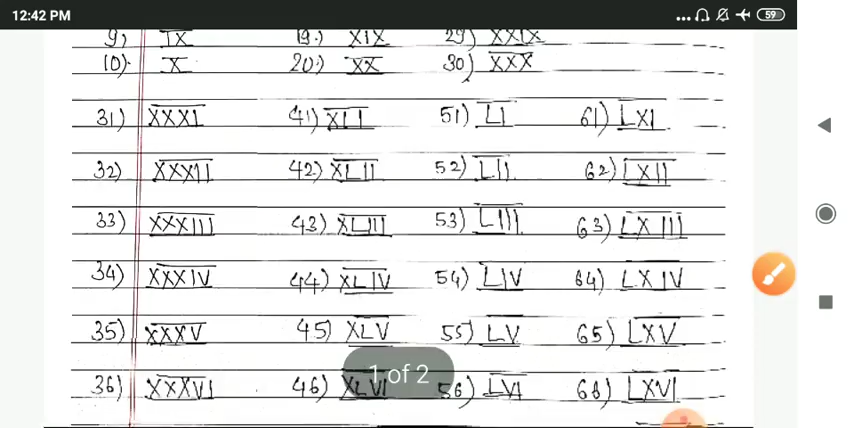 12:42 PM
59
9) IX 19.) XIX 29) XXIX
10) X 20.) XX 30) XXX
31) XXXI 41) XLI 51) LI 61) LXI
32) XXXII 42) XLII 52) LII 62) LXII
33) XXXIII 43) XLIII 53) LIII 63) LXIII
34) XXXIV 44) XLIV 54) LIV 64) LXIV
35) XXXV 45) XLV 55) LV 65) LXV
36) XXXVI 46) XLVI 56) LVI 66) LXVI
1 of 2